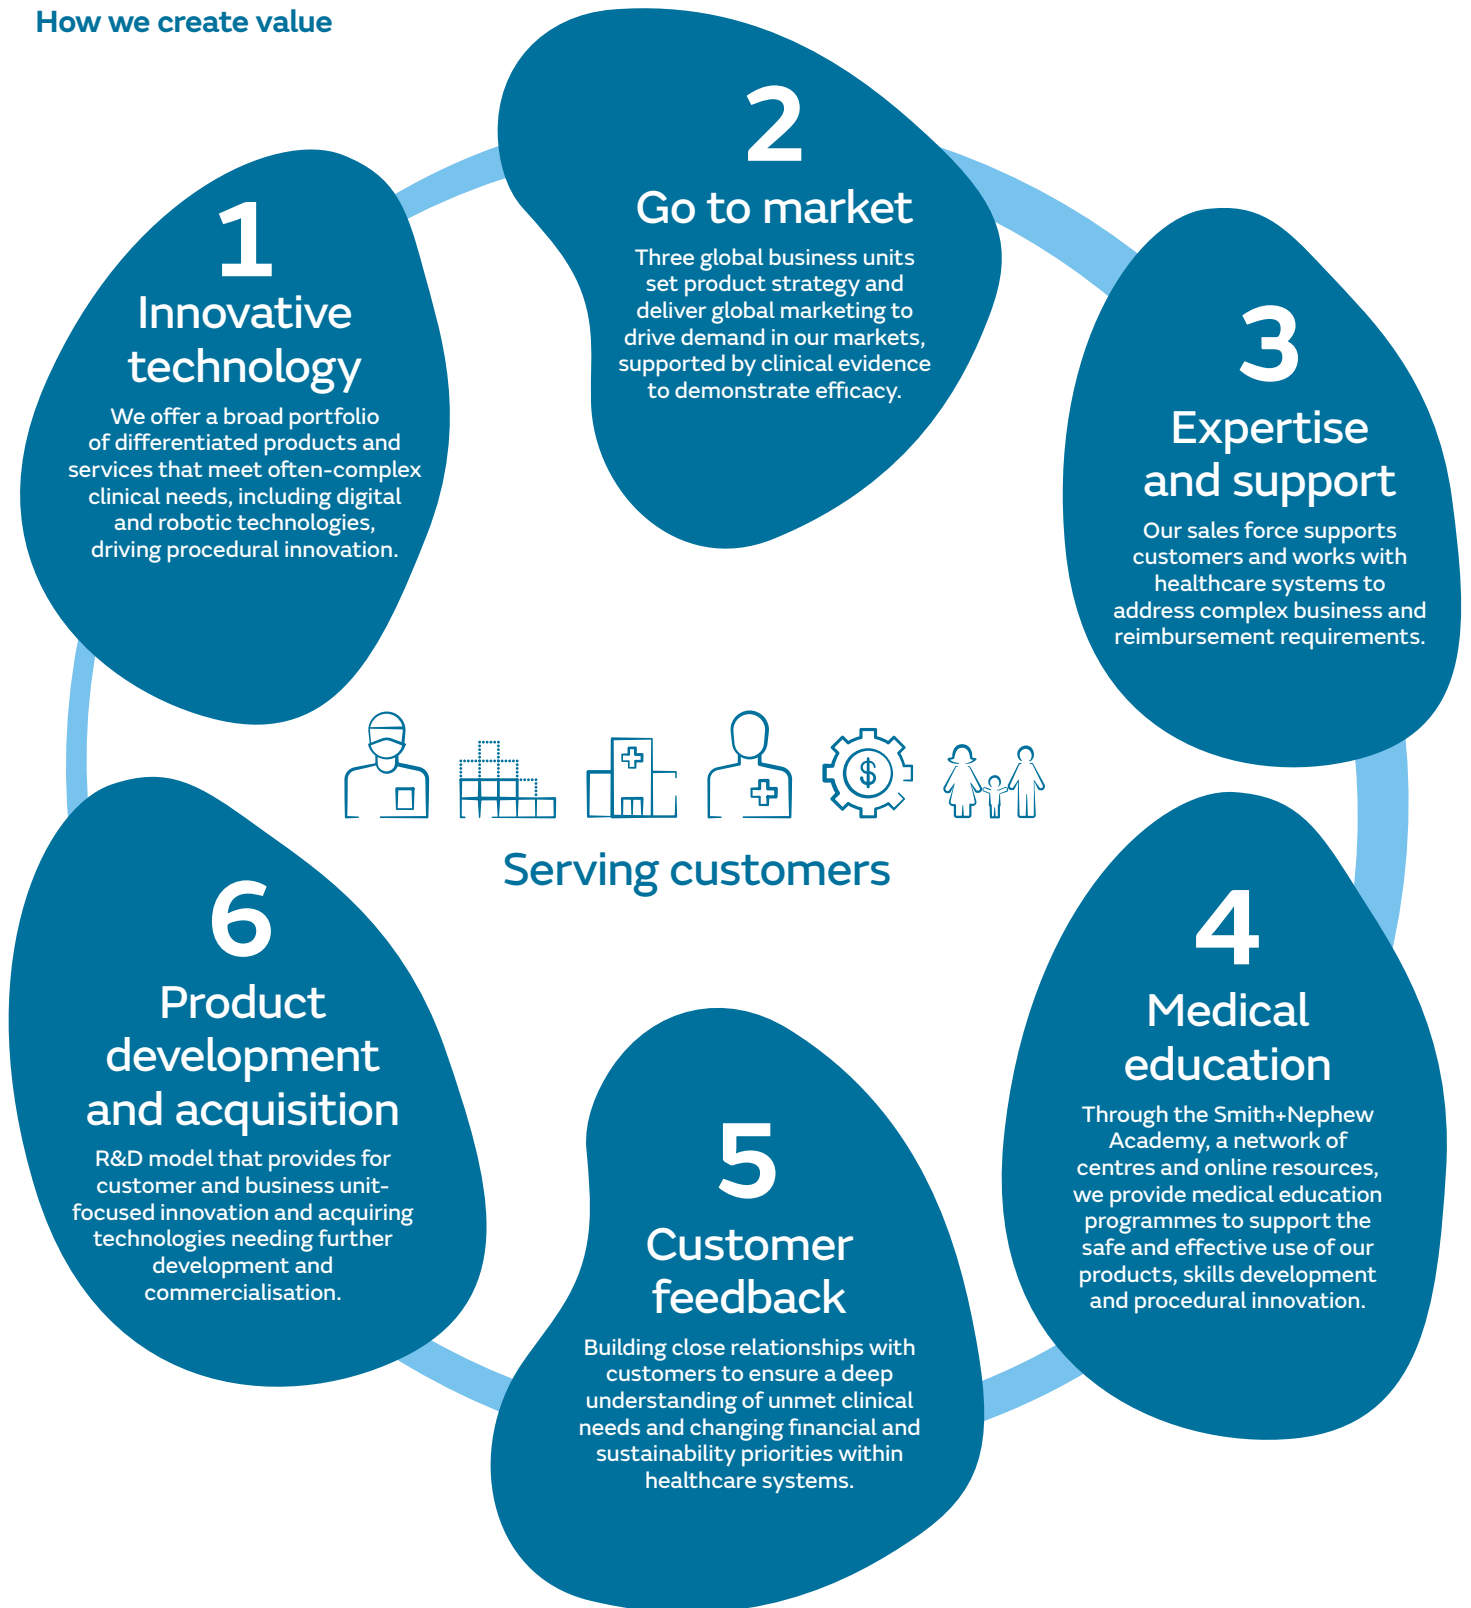 How we create value
1
Innovative
technology
We offer a broad portfolio
of differentiated products and
services that meet often-complex
clinical needs, including digital
and robotic technologies,
driving procedural innovation.
2
Go to market
Three global business units
set product strategy and
deliver global marketing to
drive demand in our markets,
supported by clinical evidence
to demonstrate efficacy.
3
Expertise
and support
Our sales force supports
customers and works with
healthcare systems to
address complex business and
reimbursement requirements.
$
Serving customers
4
Medical
education
Through the Smith+Nephew
Academy, a network of
centres and online resources,
we provide medical education
programmes to support the
safe and effective use of our
products, skills development
and procedural innovation.
5
Customer
feedback
Building close relationships with
customers to ensure a deep
understanding of unmet clinical
needs and changing financial and
sustainability priorities within
healthcare systems.
6
Product
development
and acquisition
R&D model that provides for
customer and business unit-
focused innovation and acquiring
technologies needing further
development and
commercialisation.